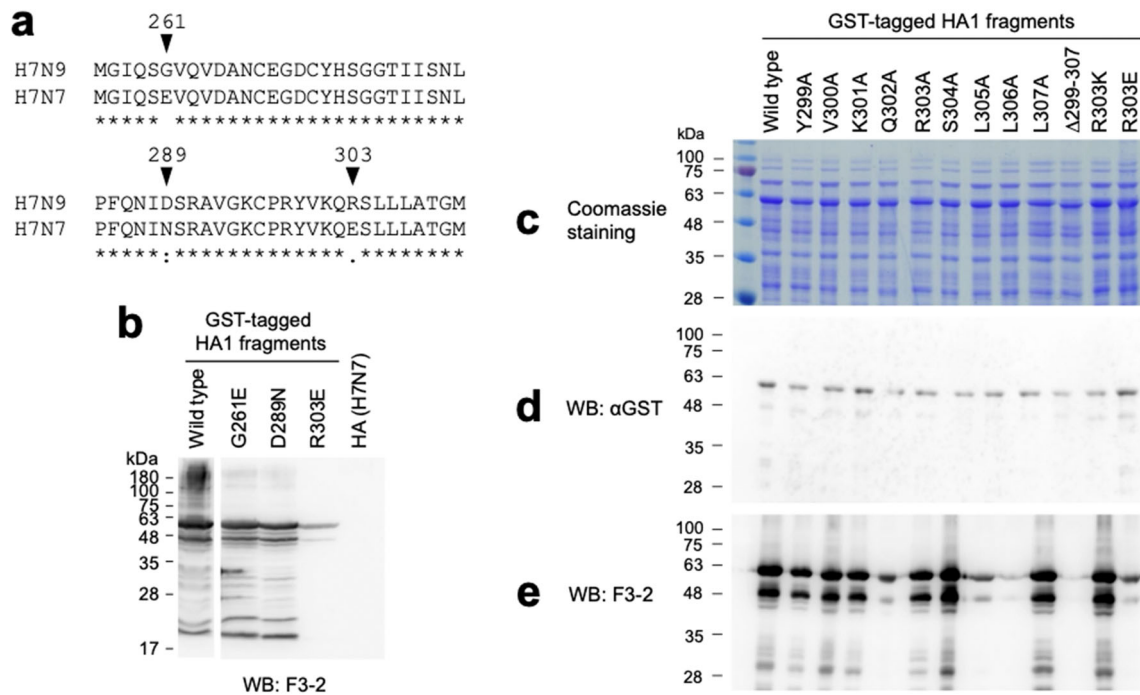 a
261
H7N9 MGIQSGVQVDANCEGDCYHSGGTIISNL
H7N7 MGIQSEVQVDANCEGDCYHSGGTIISNL
***** **********************
289 303
H7N9 PFQNIDSRAVGKCPRYVKQRSLLLATGM
H7N7 PFQNINSRAVGKCPRYVKQESLLLATGM
*****:*************.********
b
GST-tagged
HA1 fragments
Wild type
G261E
D289N
R303E
HA (H7N7)
kDa
180
100
75
63
48
35
28
17
WB: F3-2
GST-tagged HA1 fragments
Wild type
Y299A
V300A
K301A
Q302A
R303A
S304A
L305A
L306A
L307A
Δ299-307
R303K
R303E
kDa
c
Coomassie
staining
100
75
63
48
35
28
d
WB: αGST
100
75
63
48
35
28
e
WB: F3-2
100
75
63
48
35
28